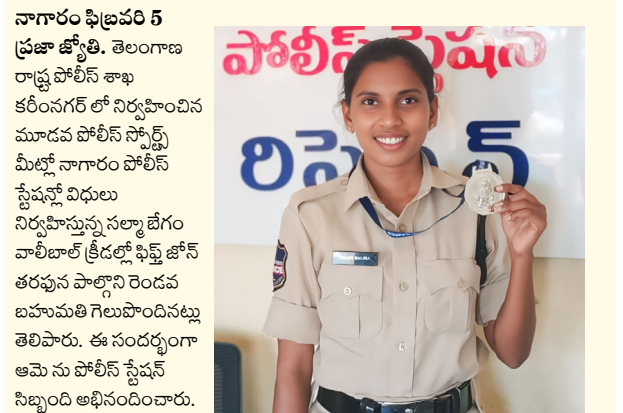 నాగారం ఫిబ్రవరి 5
ప్రజా జ్యోతి. తెలంగాణ
రాష్ట్ర పోలీస్ శాఖ
కరీంనగర్ లో నిర్వహించిన
మూడవ పోలీస్ స్పోర్ట్స్
మీట్లో నాగారం పోలీస్
స్టేషన్లో విధులు
నిర్వహిస్తున్న సల్మా బేగం
వాలీబాల్ క్రీడల్లో ఫిఫ్త్ జోన్
తరఫున పాల్గొని రెండవ
బహుమతి గెలుపొందినట్లు
తెలిపారు. ఈ సందర్భంగా
ఆమె ను పోలీస్ స్టేషన్
సిబ్బంది అభినందించారు.
పోలీస్ స్టేషన